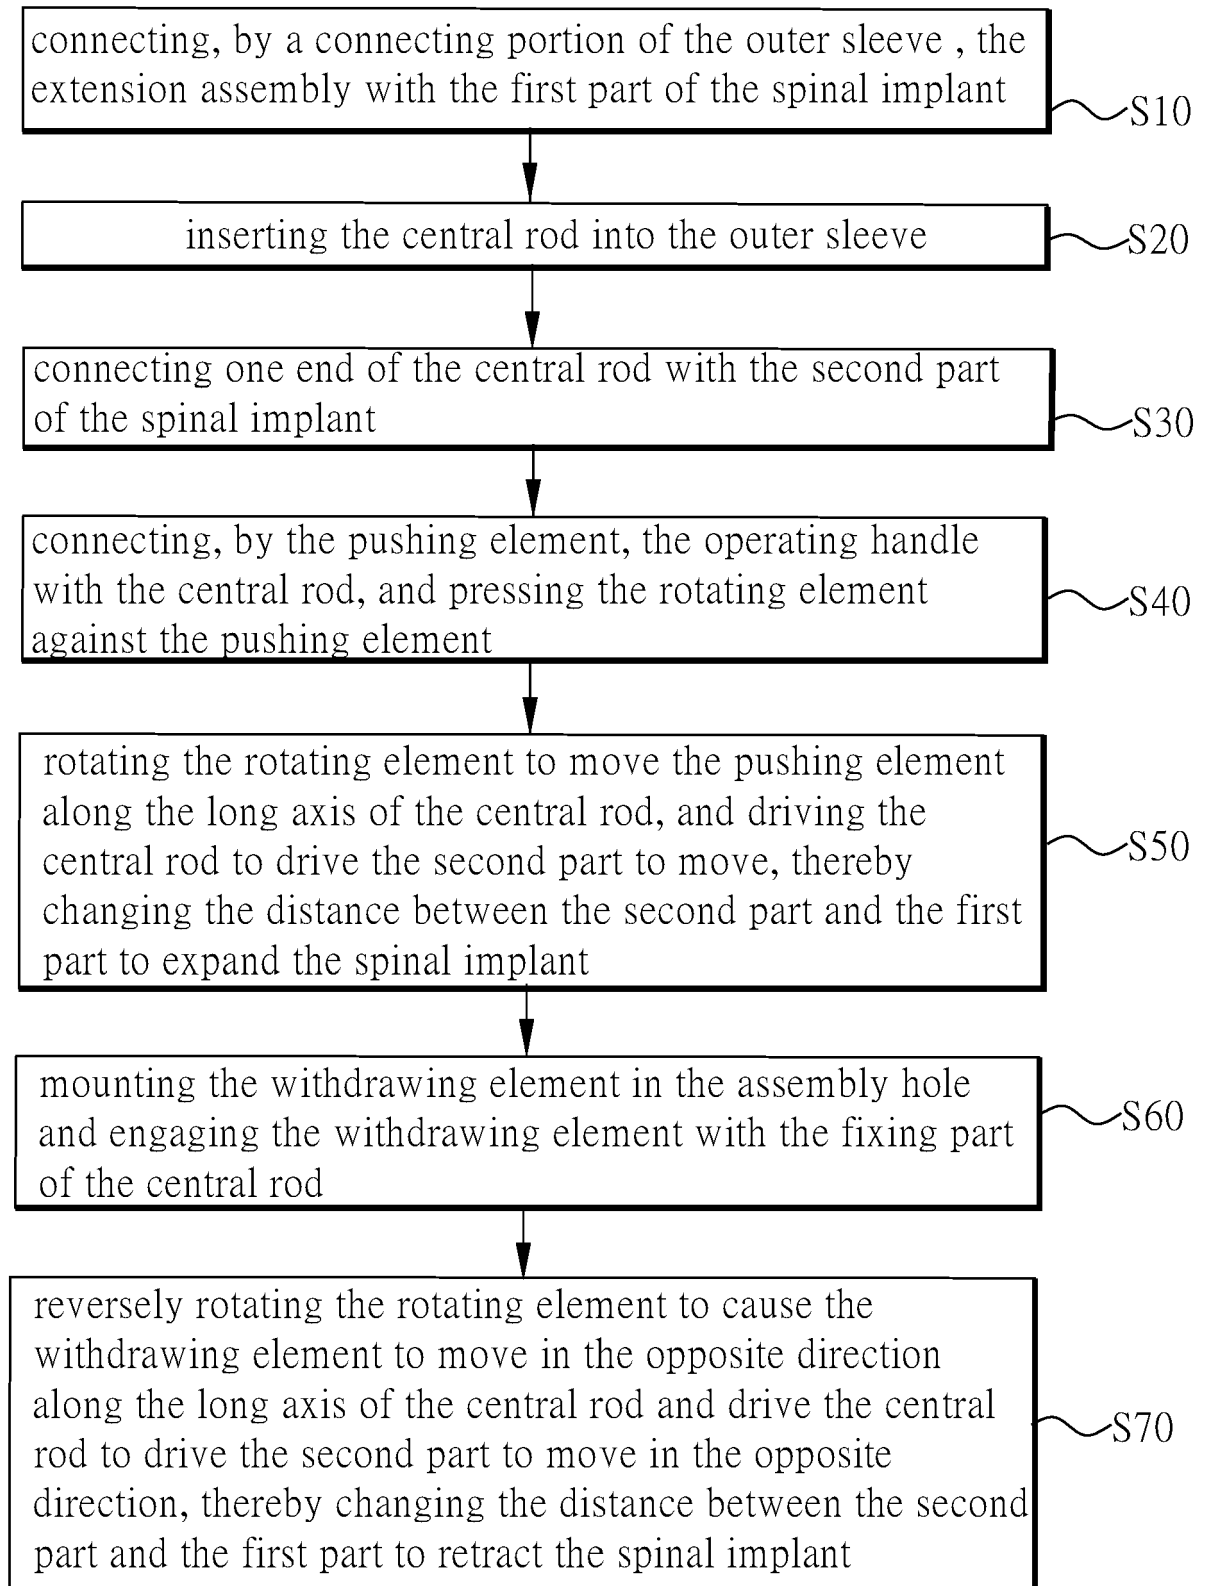 connecting, by a connecting portion of the outer sleeve , the
extension assembly with the first part of the spinal implant
S10
inserting the central rod into the outer sleeve
S20
connecting one end of the central rod with the second part
of the spinal implant
S30
connecting, by the pushing element, the operating handle
with the central rod, and pressing the rotating element
against the pushing element
S40
rotating the rotating element to move the pushing element
along the long axis of the central rod, and driving the
central rod to drive the second part to move, thereby
changing the distance between the second part and the first
part to expand the spinal implant
S50
mounting the withdrawing element in the assembly hole
and engaging the withdrawing element with the fixing part
of the central rod
S60
reversely rotating the rotating element to cause the
withdrawing element to move in the opposite direction
along the long axis of the central rod and drive the central
rod to drive the second part to move in the opposite
direction, thereby changing the distance between the second
part and the first part to retract the spinal implant
S70